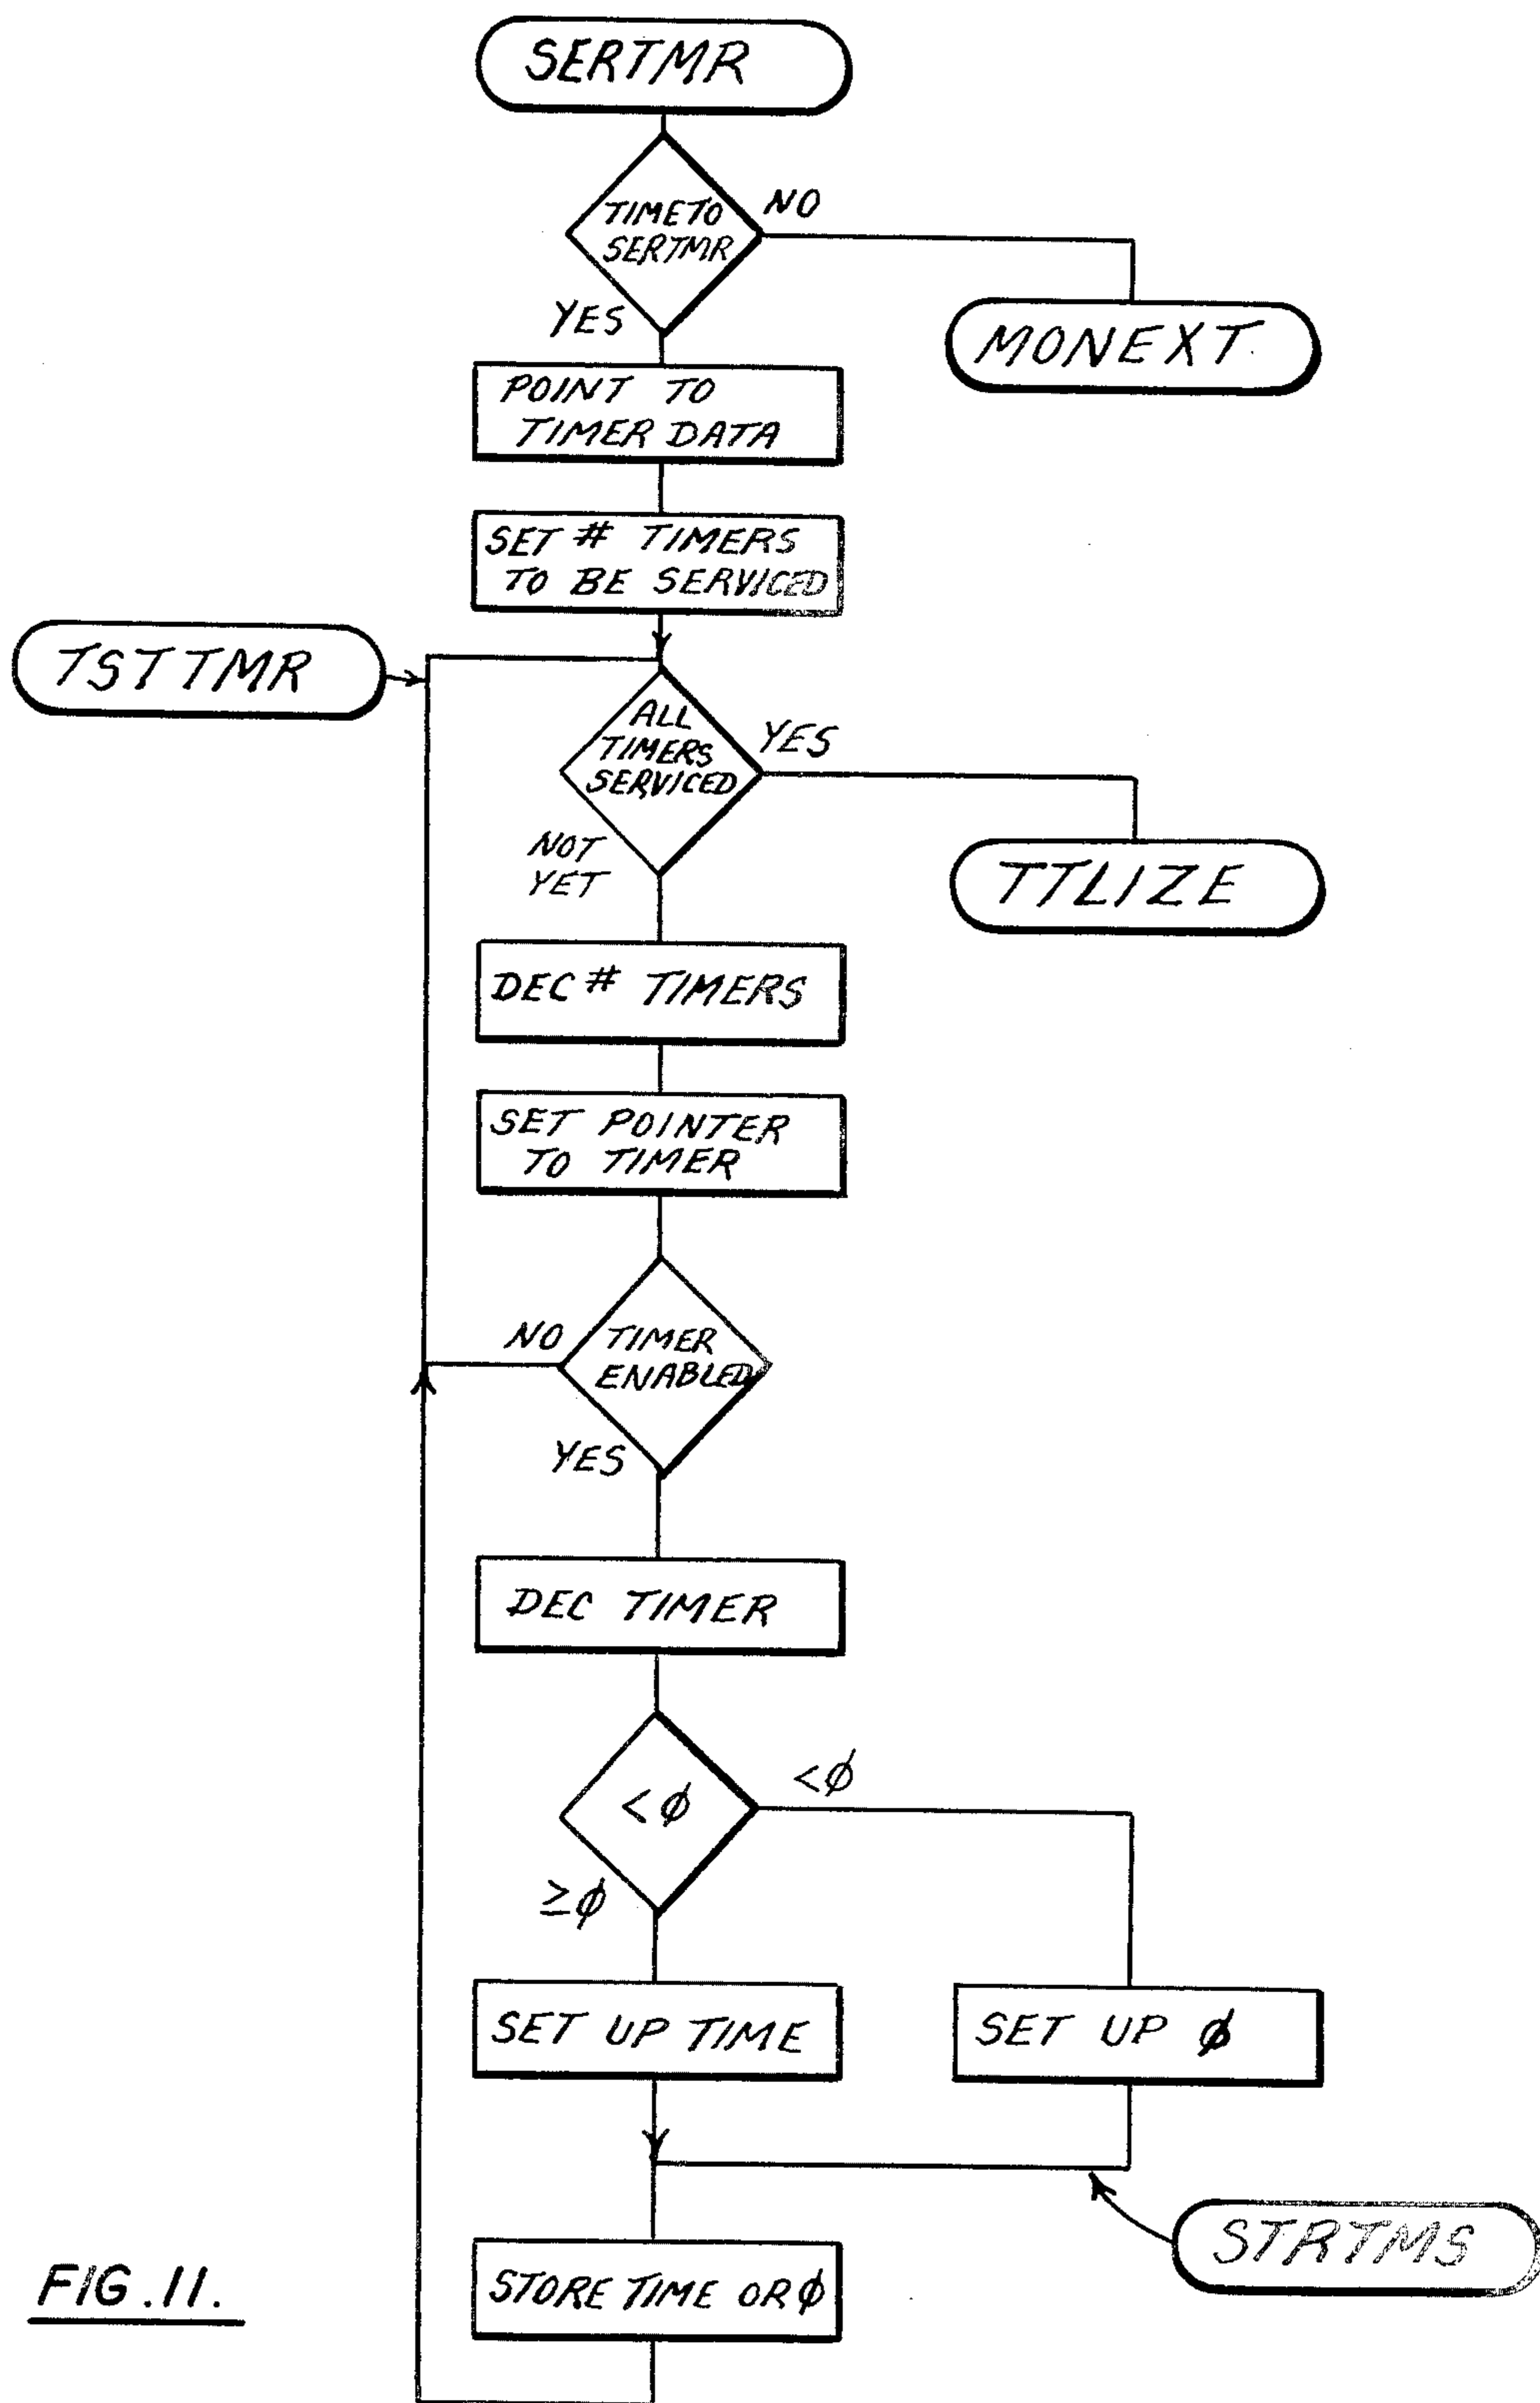 SERTMR
TIME TO
SERTMR
NO
YES
MONEXT
POINT TO
TIMER DATA
SET # TIMERS
TO BE SERVICED
TSTTMR
ALL
TIMERS
SERVICED
YES
NOT
YET
TTLIZE
DEC # TIMERS
SET POINTER
TO TIMER
NO
TIMER
ENABLED
YES
DEC TIMER
<φ
<φ
≥φ
SET UP TIME
SET UP φ
STRTMS
STORE TIME OR φ
FIG. 11.